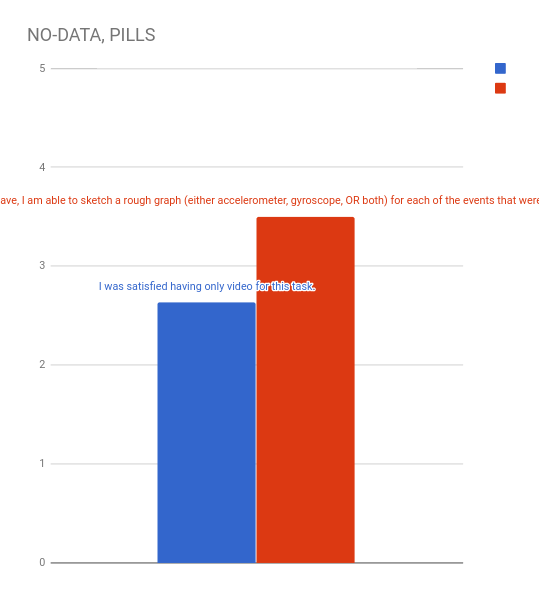 NO-DATA, PILLS
5
4
ave, I am able to sketch a rough graph (either accelerometer, gyroscope, OR both) for each of the events that were
3
I was satisfied having only video for this task.
2
1
0